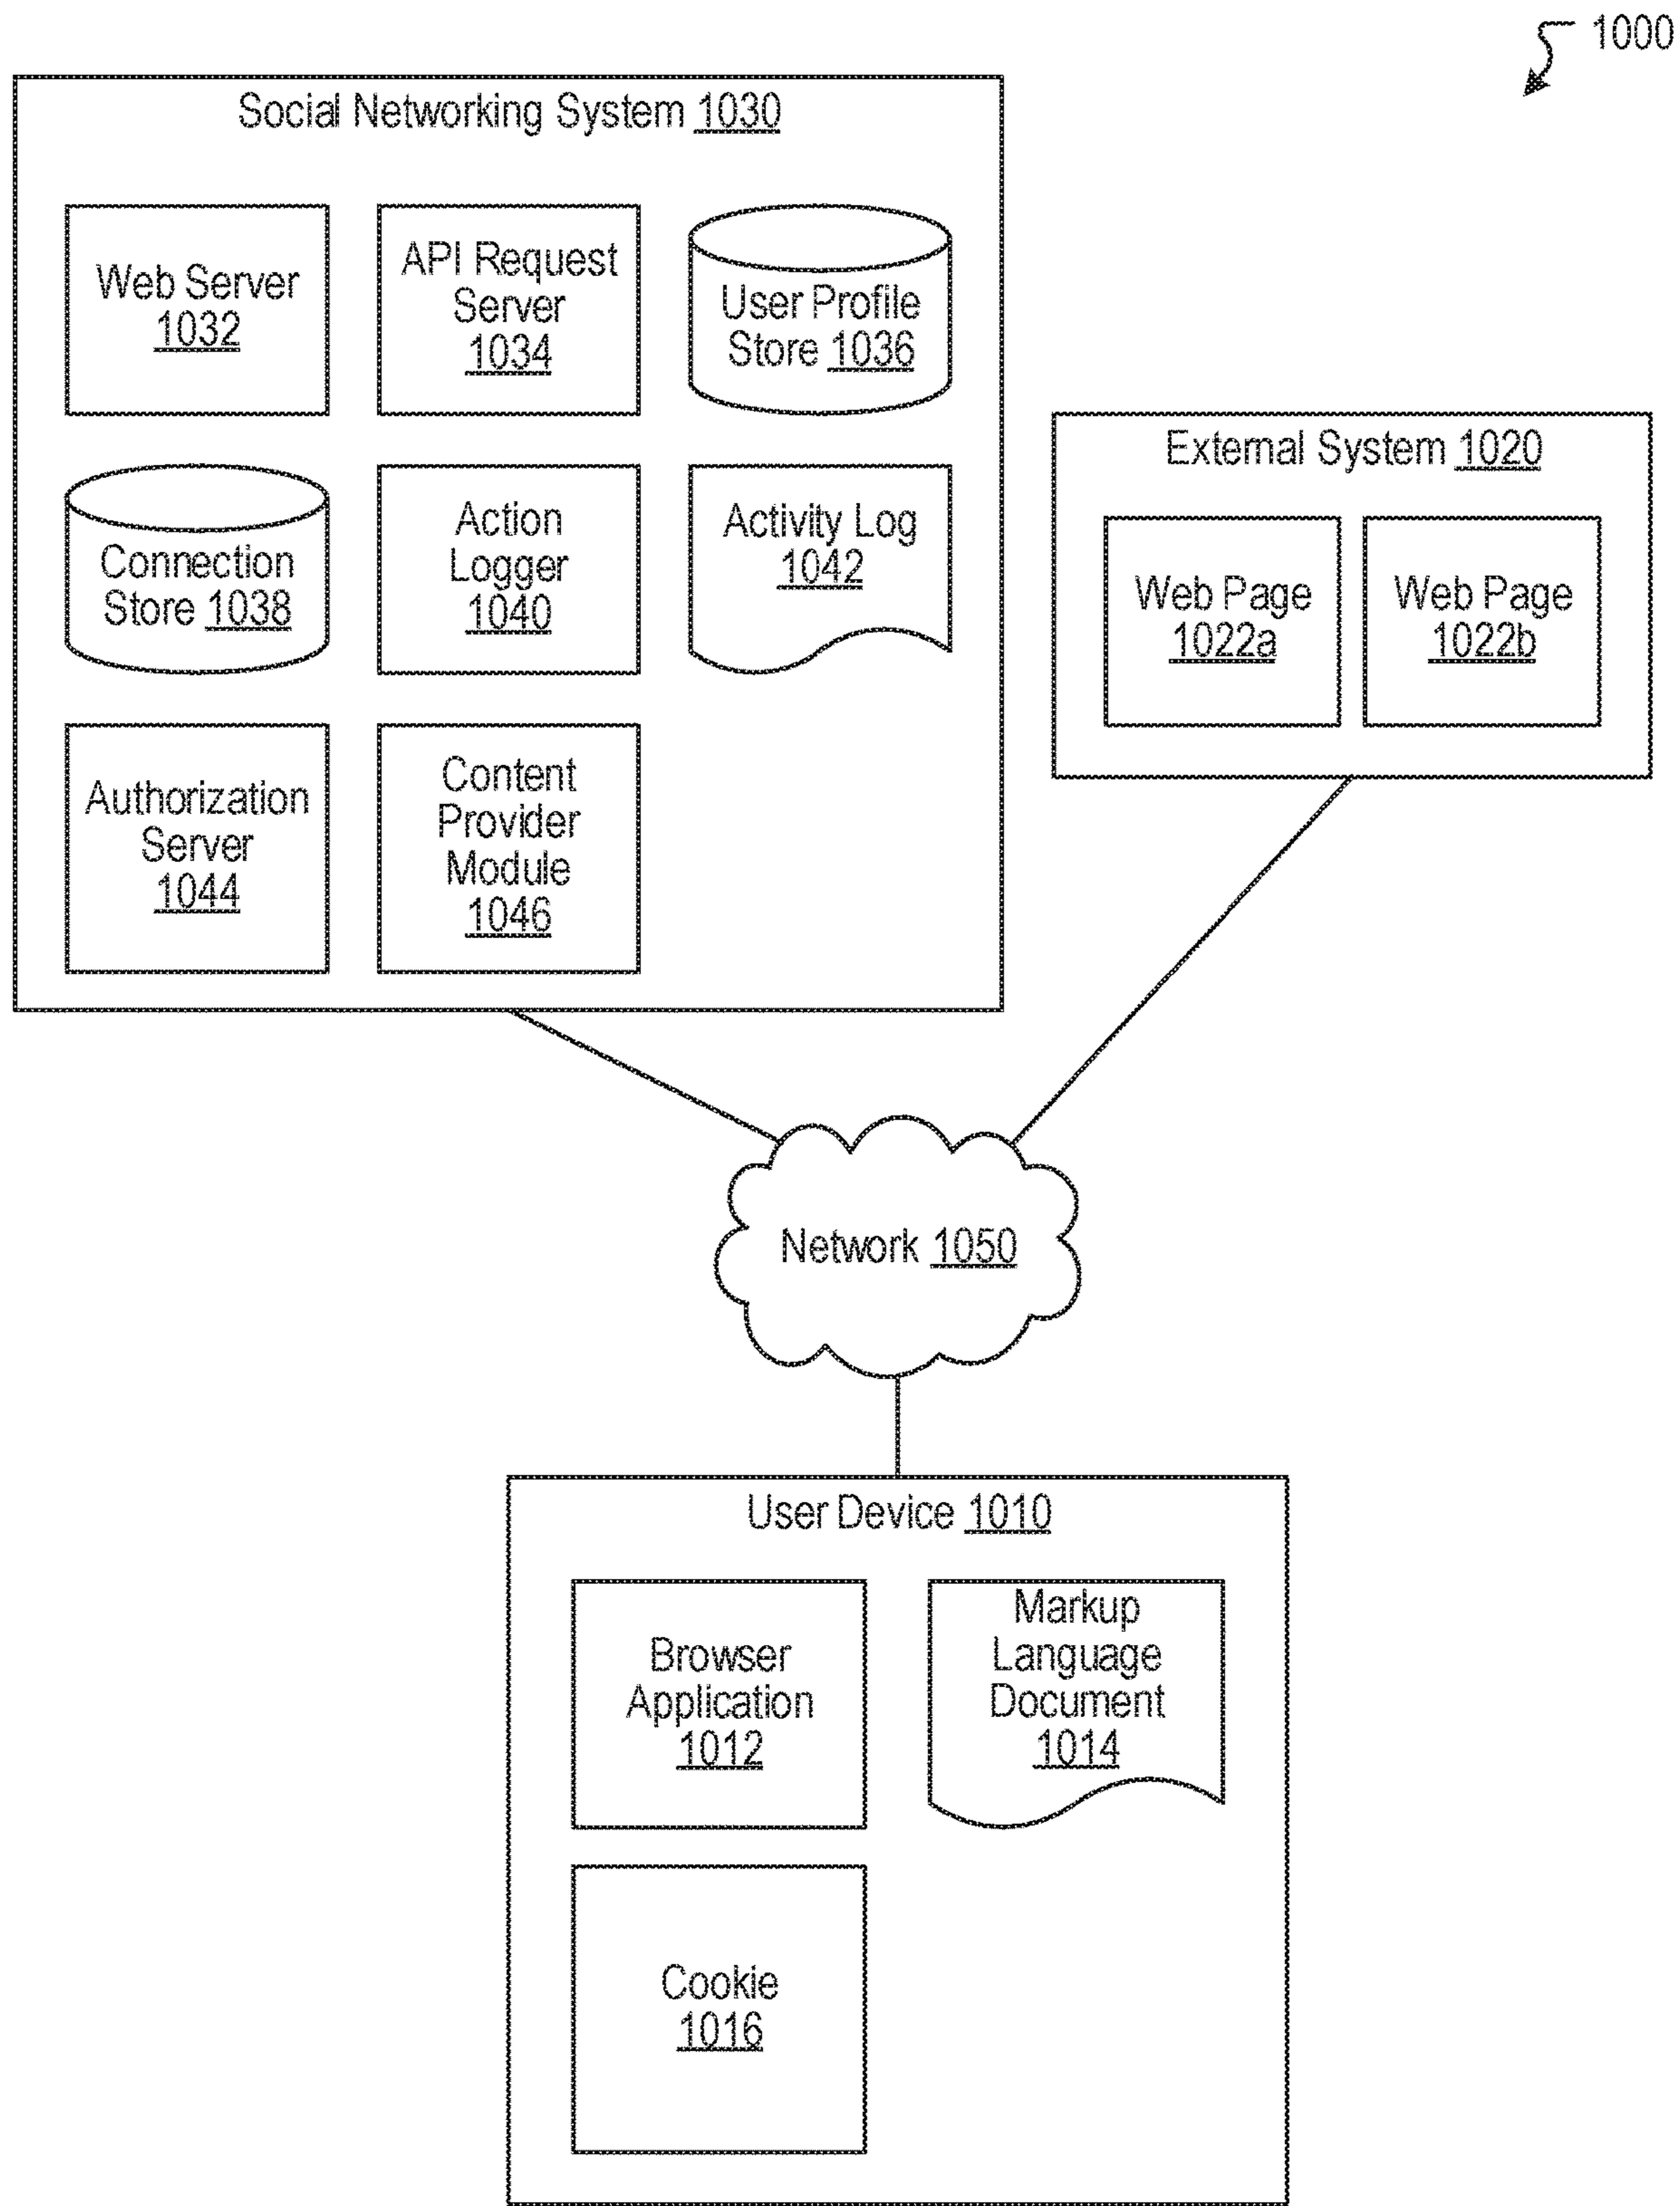 1000
Social Networking System 1030
Web Server
1032
API Request
Server
1034
User Profile
Store 1036
Connection
Store 1038
Action
Logger
1040
Activity Log
1042
Authorization
Server
1044
Content
Provider
Module
1046
External System 1020
Web Page
1022a
Web Page
1022b
Network 1050
User Device 1010
Browser
Application
1012
Markup
Language
Document
1014
Cookie
1016